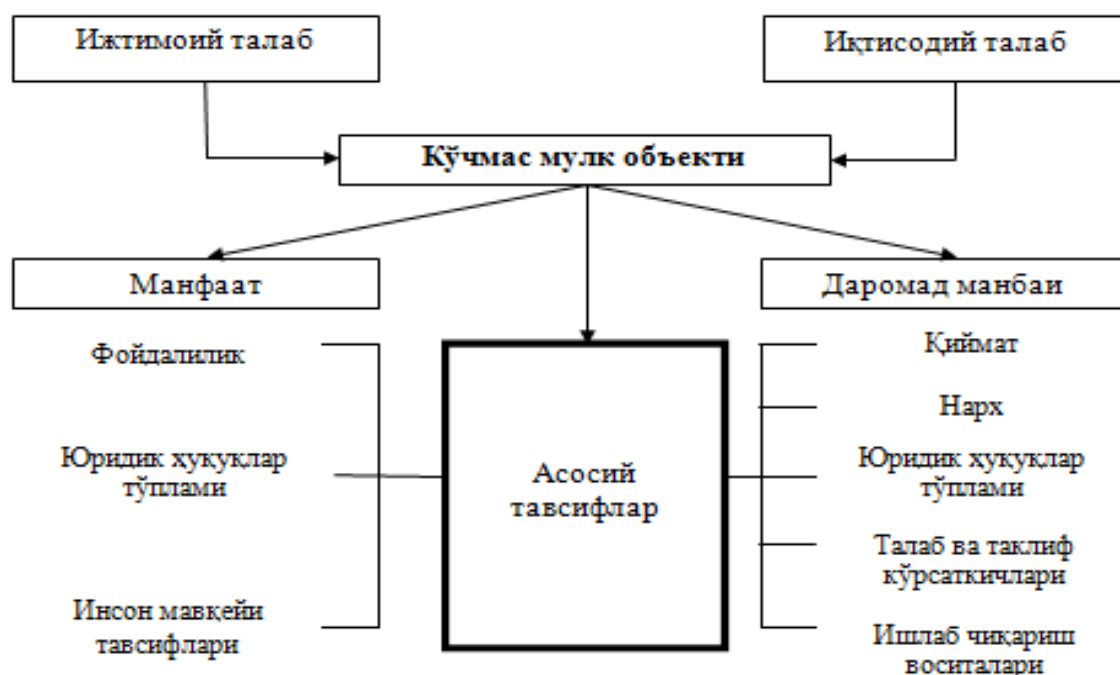 Ижтимоий талаб
Иқтисодий талаб
Кўчмас мулк объекти
Манфаат
Даромад манбаи
Фойдалилик
Юридик ҳуқуқлар
тўплами
Инсон мавқейи
тавсифлари
Асосий
тавсифлар
Қиймат
Нарх
Юридик ҳуқуқлар
тўплами
Талаб ва таклиф
кўрсаткичлари
Ишлаб чиқариш
воситалари